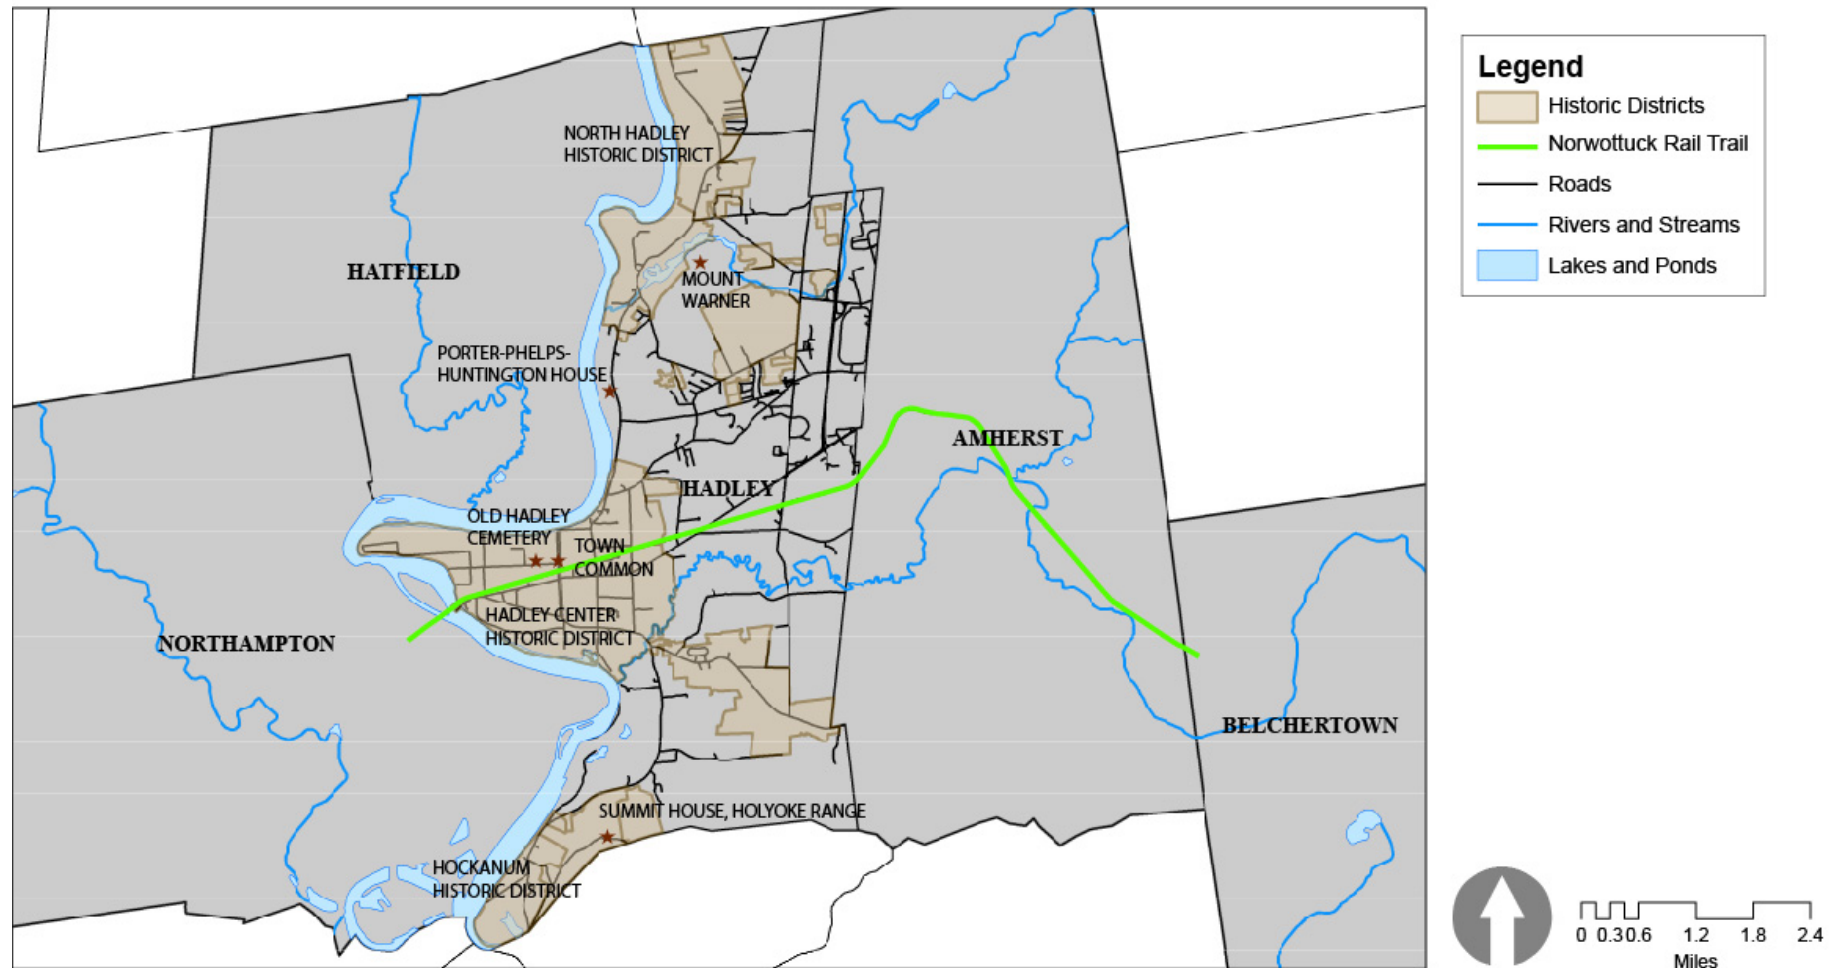 NORTH HADLEY
HISTORIC DISTRICT
HATFIELD
MOUNT
WARNER
PORTER-PHELPS-
HUNTINGTON HOUSE
AMHERST
HADLEY
OLD HADLEY
CEMETERY
TOWN
COMMON
HADLEY CENTER
HISTORIC DISTRICT
NORTHAMPTON
BELCHERTOWN
SUMMIT HOUSE, HOLYOKE RANGE
HOCKANUM
HISTORIC DISTRICT
Legend
Historic Districts
Norwottuck Rail Trail
Roads
Rivers and Streams
Lakes and Ponds
0 0.3 0.6 1.2 1.8 2.4
Miles